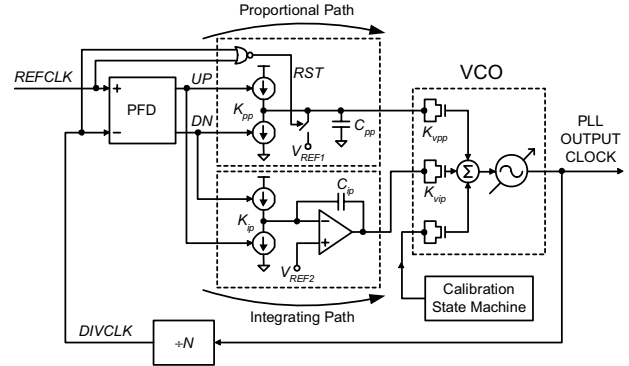 Proportional Path
REFCLK
UP
RST
VCO
+
PFD
K_pp
DN
−
C_pp
V_REF1
K_vpp
PLL
OUTPUT
CLOCK
Σ
C_ip
K_ip
−
+
K_vip
V_REF2
Calibration
State Machine
Integrating Path
DIVCLK
÷N